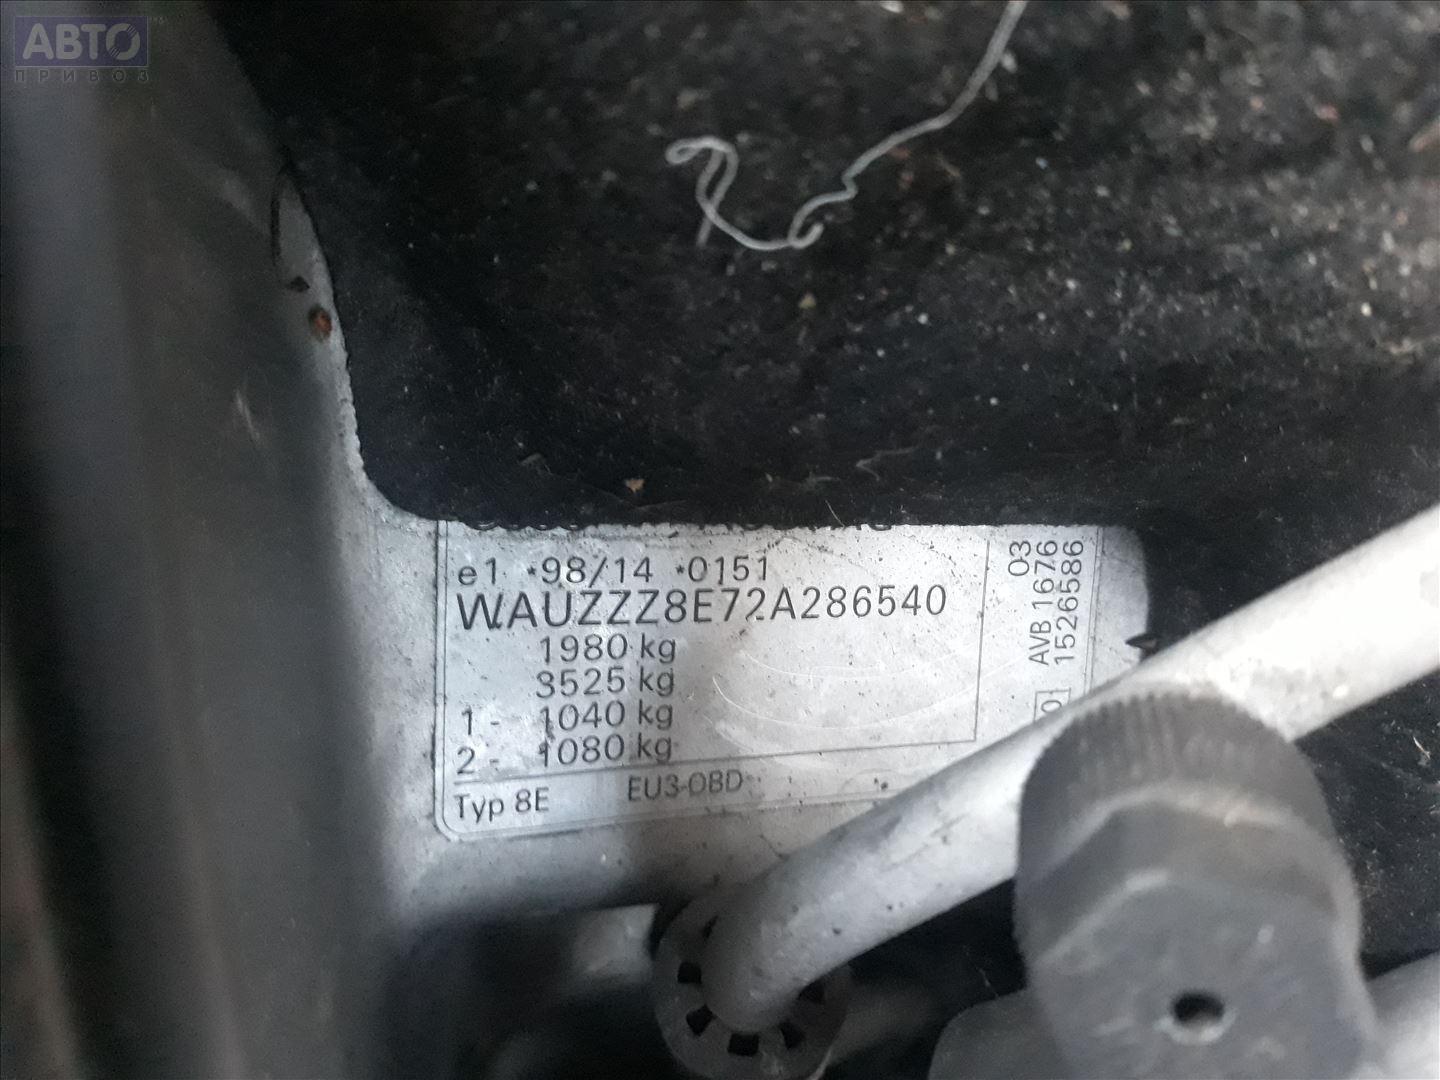 АВТО
ПРИВОЗ
e1 *98/14 *0151
WAUZZZ8E72A286540
1980 kg
3525 kg
1 - 1040 kg
2 - 1080 kg
Typ 8E EU3-OBD
03
AVB 1676
1526586